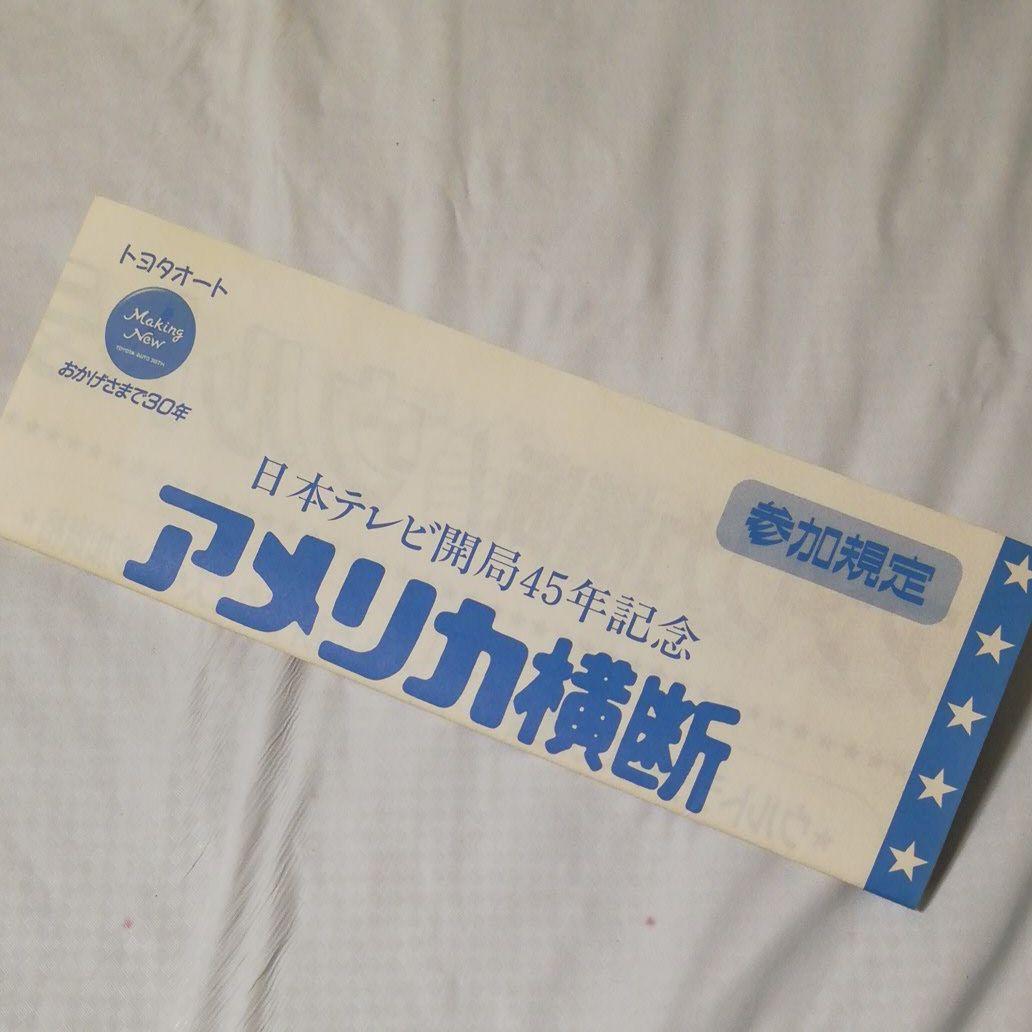 トヨタオート
Making
New
TOYOTA AUTO 30TH
おかげさまで30年
日本テレビ開局45年記念
アメリカ横断
参加規定